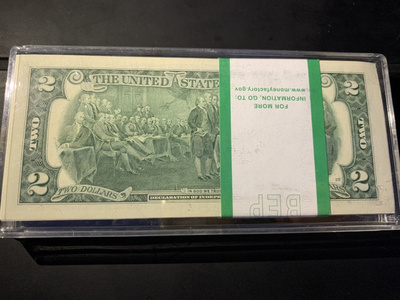 THE UNITED STATES
2
2
TWO
TWO
2
2
TWO DOLLARS
DECLARATION OF INDEP
FOR MORE
INFORMATION, GO TO:
www.moneyfactory.gov
BEP